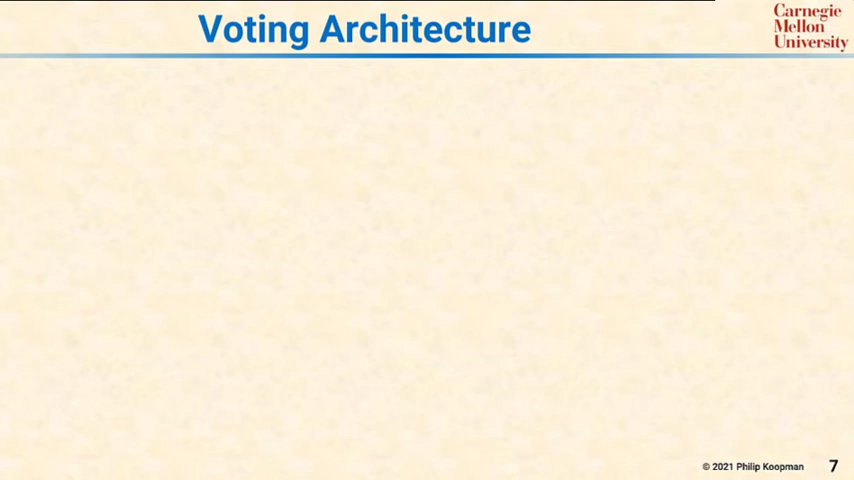 Voting Architecture
Carnegie
Mellon
University
© 2021 Philip Koopman
7